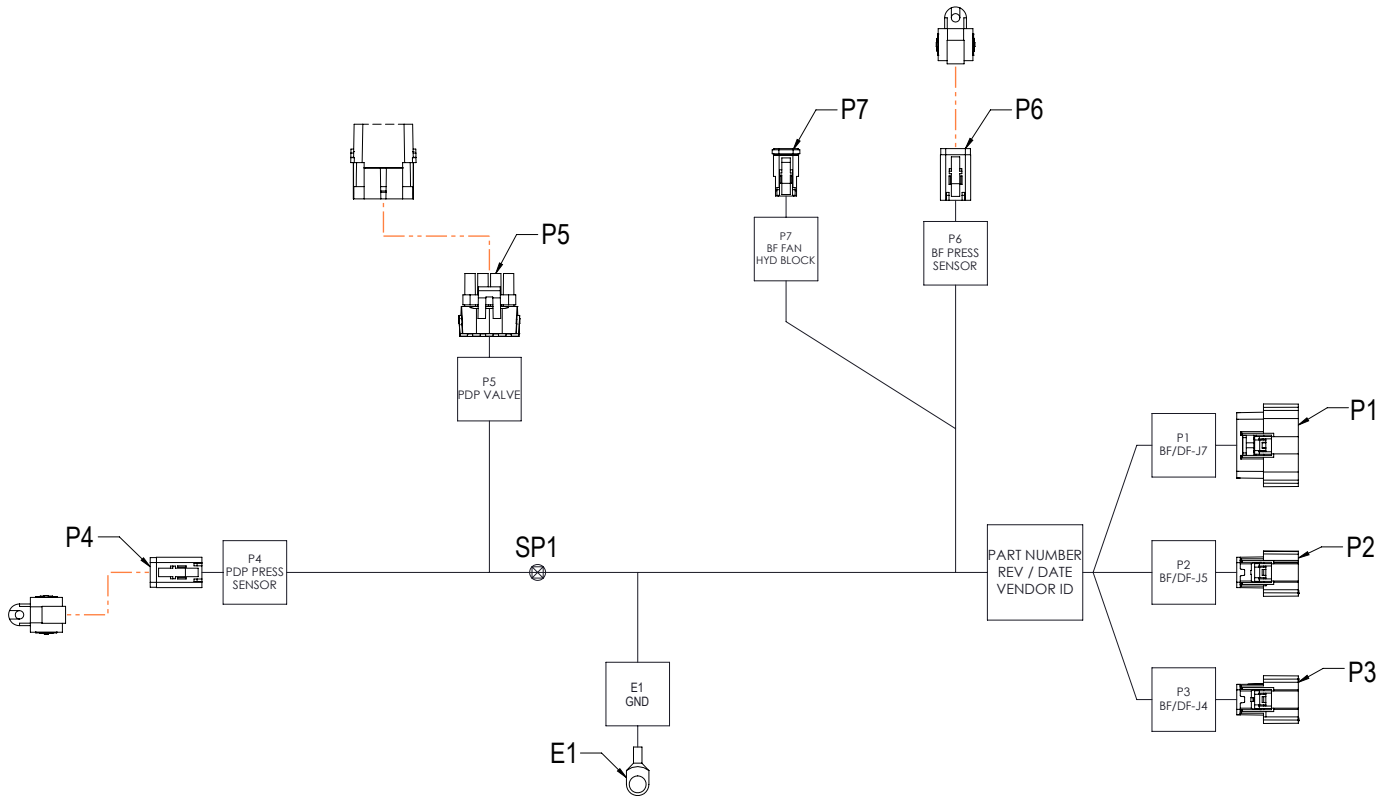 P7
P6
P5
P7
BF FAN
HYD BLOCK
P6
BF PRESS
SENSOR
P5
PDP VALVE
P1
P1
BF/DF-J7
P4
P4
PDP PRESS
SENSOR
SP1
PART NUMBER
REV / DATE
VENDOR ID
P2
BF/DF-J5
P2
E1
GND
P3
BF/DF-J4
P3
E1